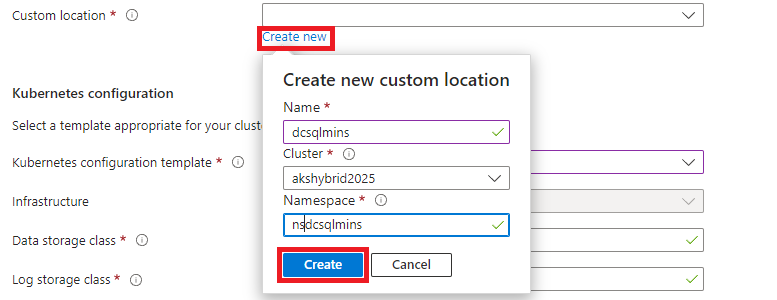 Custom location *
Create new
Create new custom location
Kubernetes configuration
Name *
Select a template appropriate for your cluste
dcsqlmins
Cluster *
Kubernetes configuration template *
akshybrid2025
Infrastructure
Namespace *
nsdcsqlmins
Data storage class *
Create
Cancel
Log storage class *